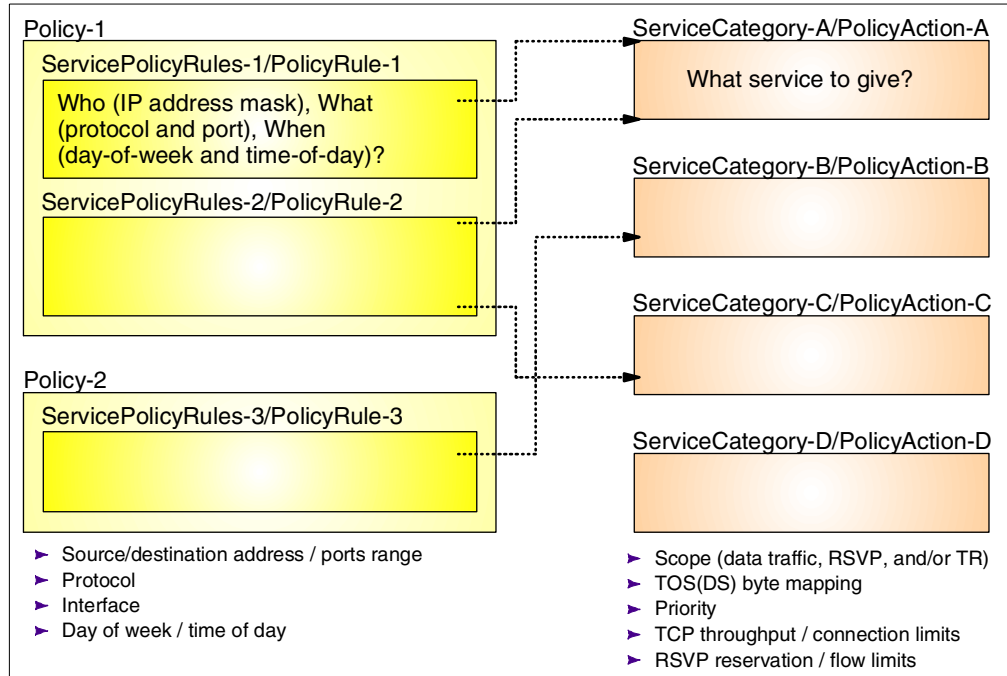 Policy-1
ServicePolicyRules-1/PolicyRule-1
Who (IP address mask), What
(protocol and port), When
(day-of-week and time-of-day)?
ServicePolicyRules-2/PolicyRule-2
Policy-2
ServicePolicyRules-3/PolicyRule-3
Source/destination address / ports range
Protocol
Interface
Day of week / time of day
ServiceCategory-A/PolicyAction-A
What service to give?
ServiceCategory-B/PolicyAction-B
ServiceCategory-C/PolicyAction-C
ServiceCategory-D/PolicyAction-D
Scope (data traffic, RSVP, and/or TR)
TOS(DS) byte mapping
Priority
TCP throughput / connection limits
RSVP reservation / flow limits